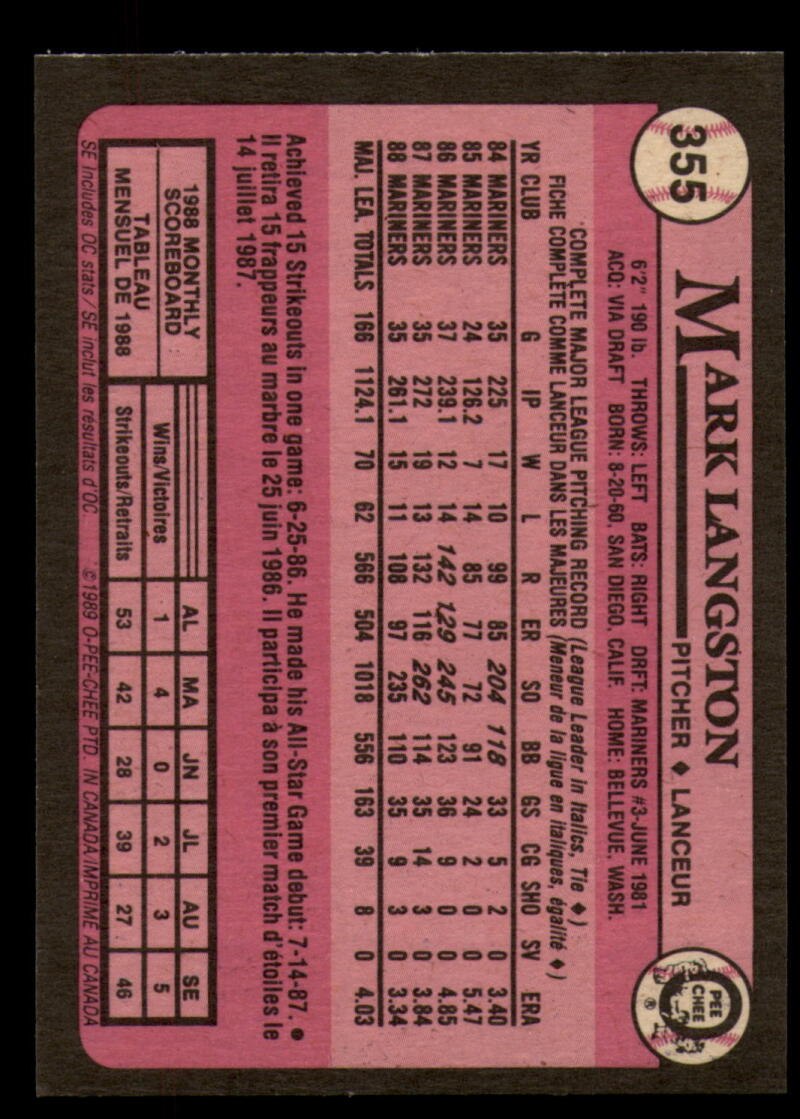 355
MARK LANGSTON
PITCHER ♦ LANCEUR
O PEE CHEE ®
6'2" 190 lb. THROWS: LEFT BATS: RIGHT DRFT: MARINERS #3-JUNE 1981
ACQ: VIA DRAFT BORN: 8-20-60, SAN DIEGO, CALIF. HOME: BELLEVUE, WASH.
COMPLETE MAJOR LEAGUE PITCHING RECORD (League Leader in Italics, Tie ♦)
FICHE COMPLÈTE COMME LANCEUR DANS LES MAJEURES (Meneur de la ligue en italiques, égalité ♦)
YR CLUB G IP W L R ER SO BB GS CG SHO SV ERA
84 MARINERS 35 225 17 10 99 85 204 118 33 5 2 0 3.40
85 MARINERS 24 126.2 7 14 85 77 72 91 24 2 0 0 5.47
86 MARINERS 37 239.1 12 14 142 129 245 123 36 9 0 0 4.85
87 MARINERS 35 272 19 13 132 116 262 114 35 14 3 0 3.84
88 MARINERS 35 261.1 15 11 108 97 235 110 35 9 3 0 3.34
MAJ. LEA. TOTALS 166 1124.1 70 62 566 504 1018 556 163 39 8 0 4.03
Achieved 15 Strikeouts in one game: 6-25-86. He made his All-Star Game debut: 7-14-87. ●
Il retira 15 frappeurs au marbre le 25 juin 1986. Il participa à son premier match d'étoiles le
14 juillet 1987.
1988 MONTHLY
SCOREBOARD
TABLEAU
MENSUEL DE 1988
AL MA JN JL AU SE
Wins/Victoires 1 4 0 2 3 5
Strikeouts/Retraits 53 42 28 39 27 46
SE includes OC stats / SE inclut les résultats d'OC. ©1989 O-PEE-CHEE PTD. IN CANADA/IMPRIMÉ AU CANADA